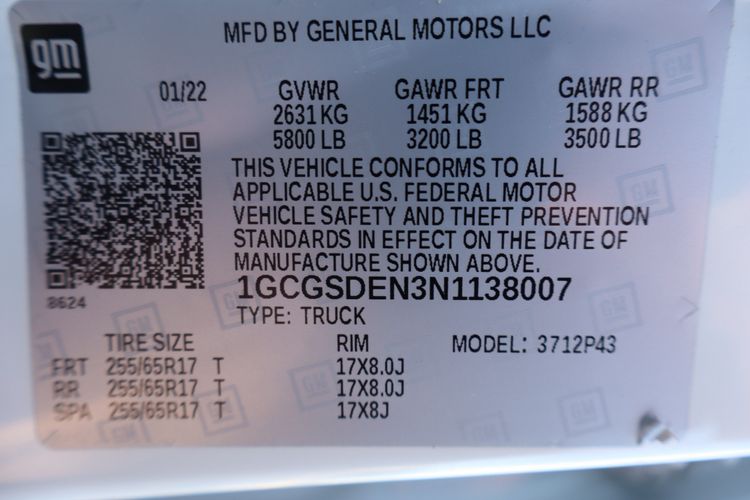 gm
MFD BY GENERAL MOTORS LLC
01/22 GVWR GAWR FRT GAWR RR
2631 KG 1451 KG 1588 KG
5800 LB 3200 LB 3500 LB
THIS VEHICLE CONFORMS TO ALL
APPLICABLE U.S. FEDERAL MOTOR
VEHICLE SAFETY AND THEFT PREVENTION
STANDARDS IN EFFECT ON THE DATE OF
MANUFACTURE SHOWN ABOVE.
8624
1GCGSDEN3N1138007
TYPE: TRUCK
TIRE SIZE RIM MODEL: 3712P43
FRT 255/65R17 T 17X8.0J
RR 255/65R17 T 17X8.0J
SPA 255/65R17 T 17X8J